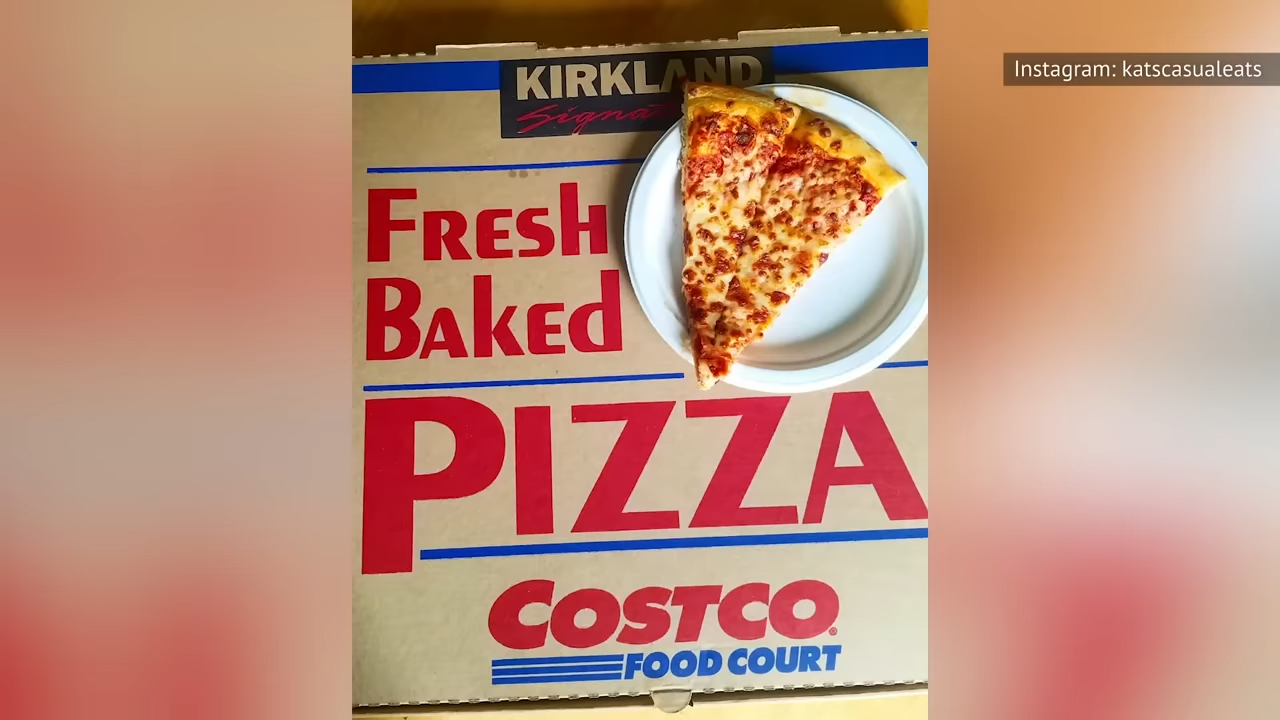 Instagram: katscasualeats
KIRKLAND
FRESH
BAKED
PIZZA
COSTCO
FOOD COURT